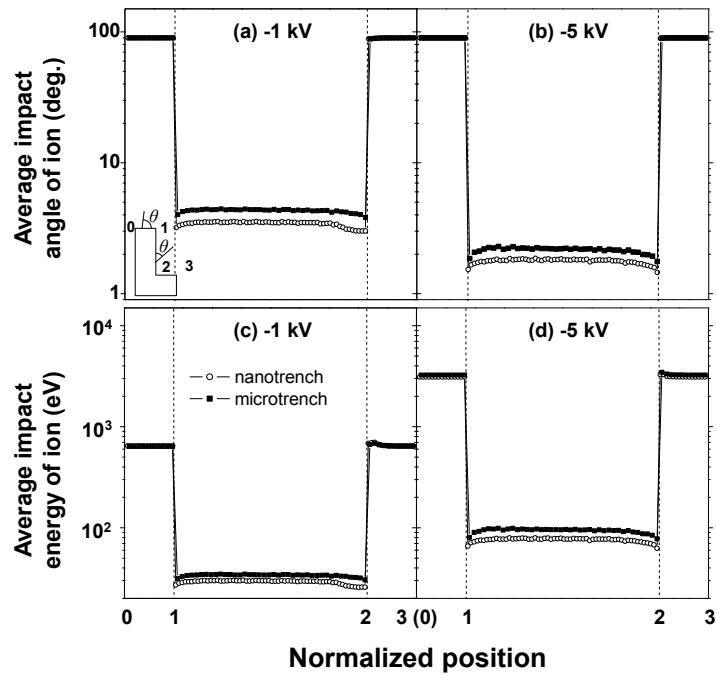 Average impact
angle of ion (deg.)
100
10
1
(a) -1 kV
(b) -5 kV
0 θ 1
θ
2 3
Average impact
energy of ion (eV)
10⁴
10³
10²
(c) -1 kV
(d) -5 kV
nanotrench
microtrench
0 1 2 3 (0) 1 2 3
Normalized position